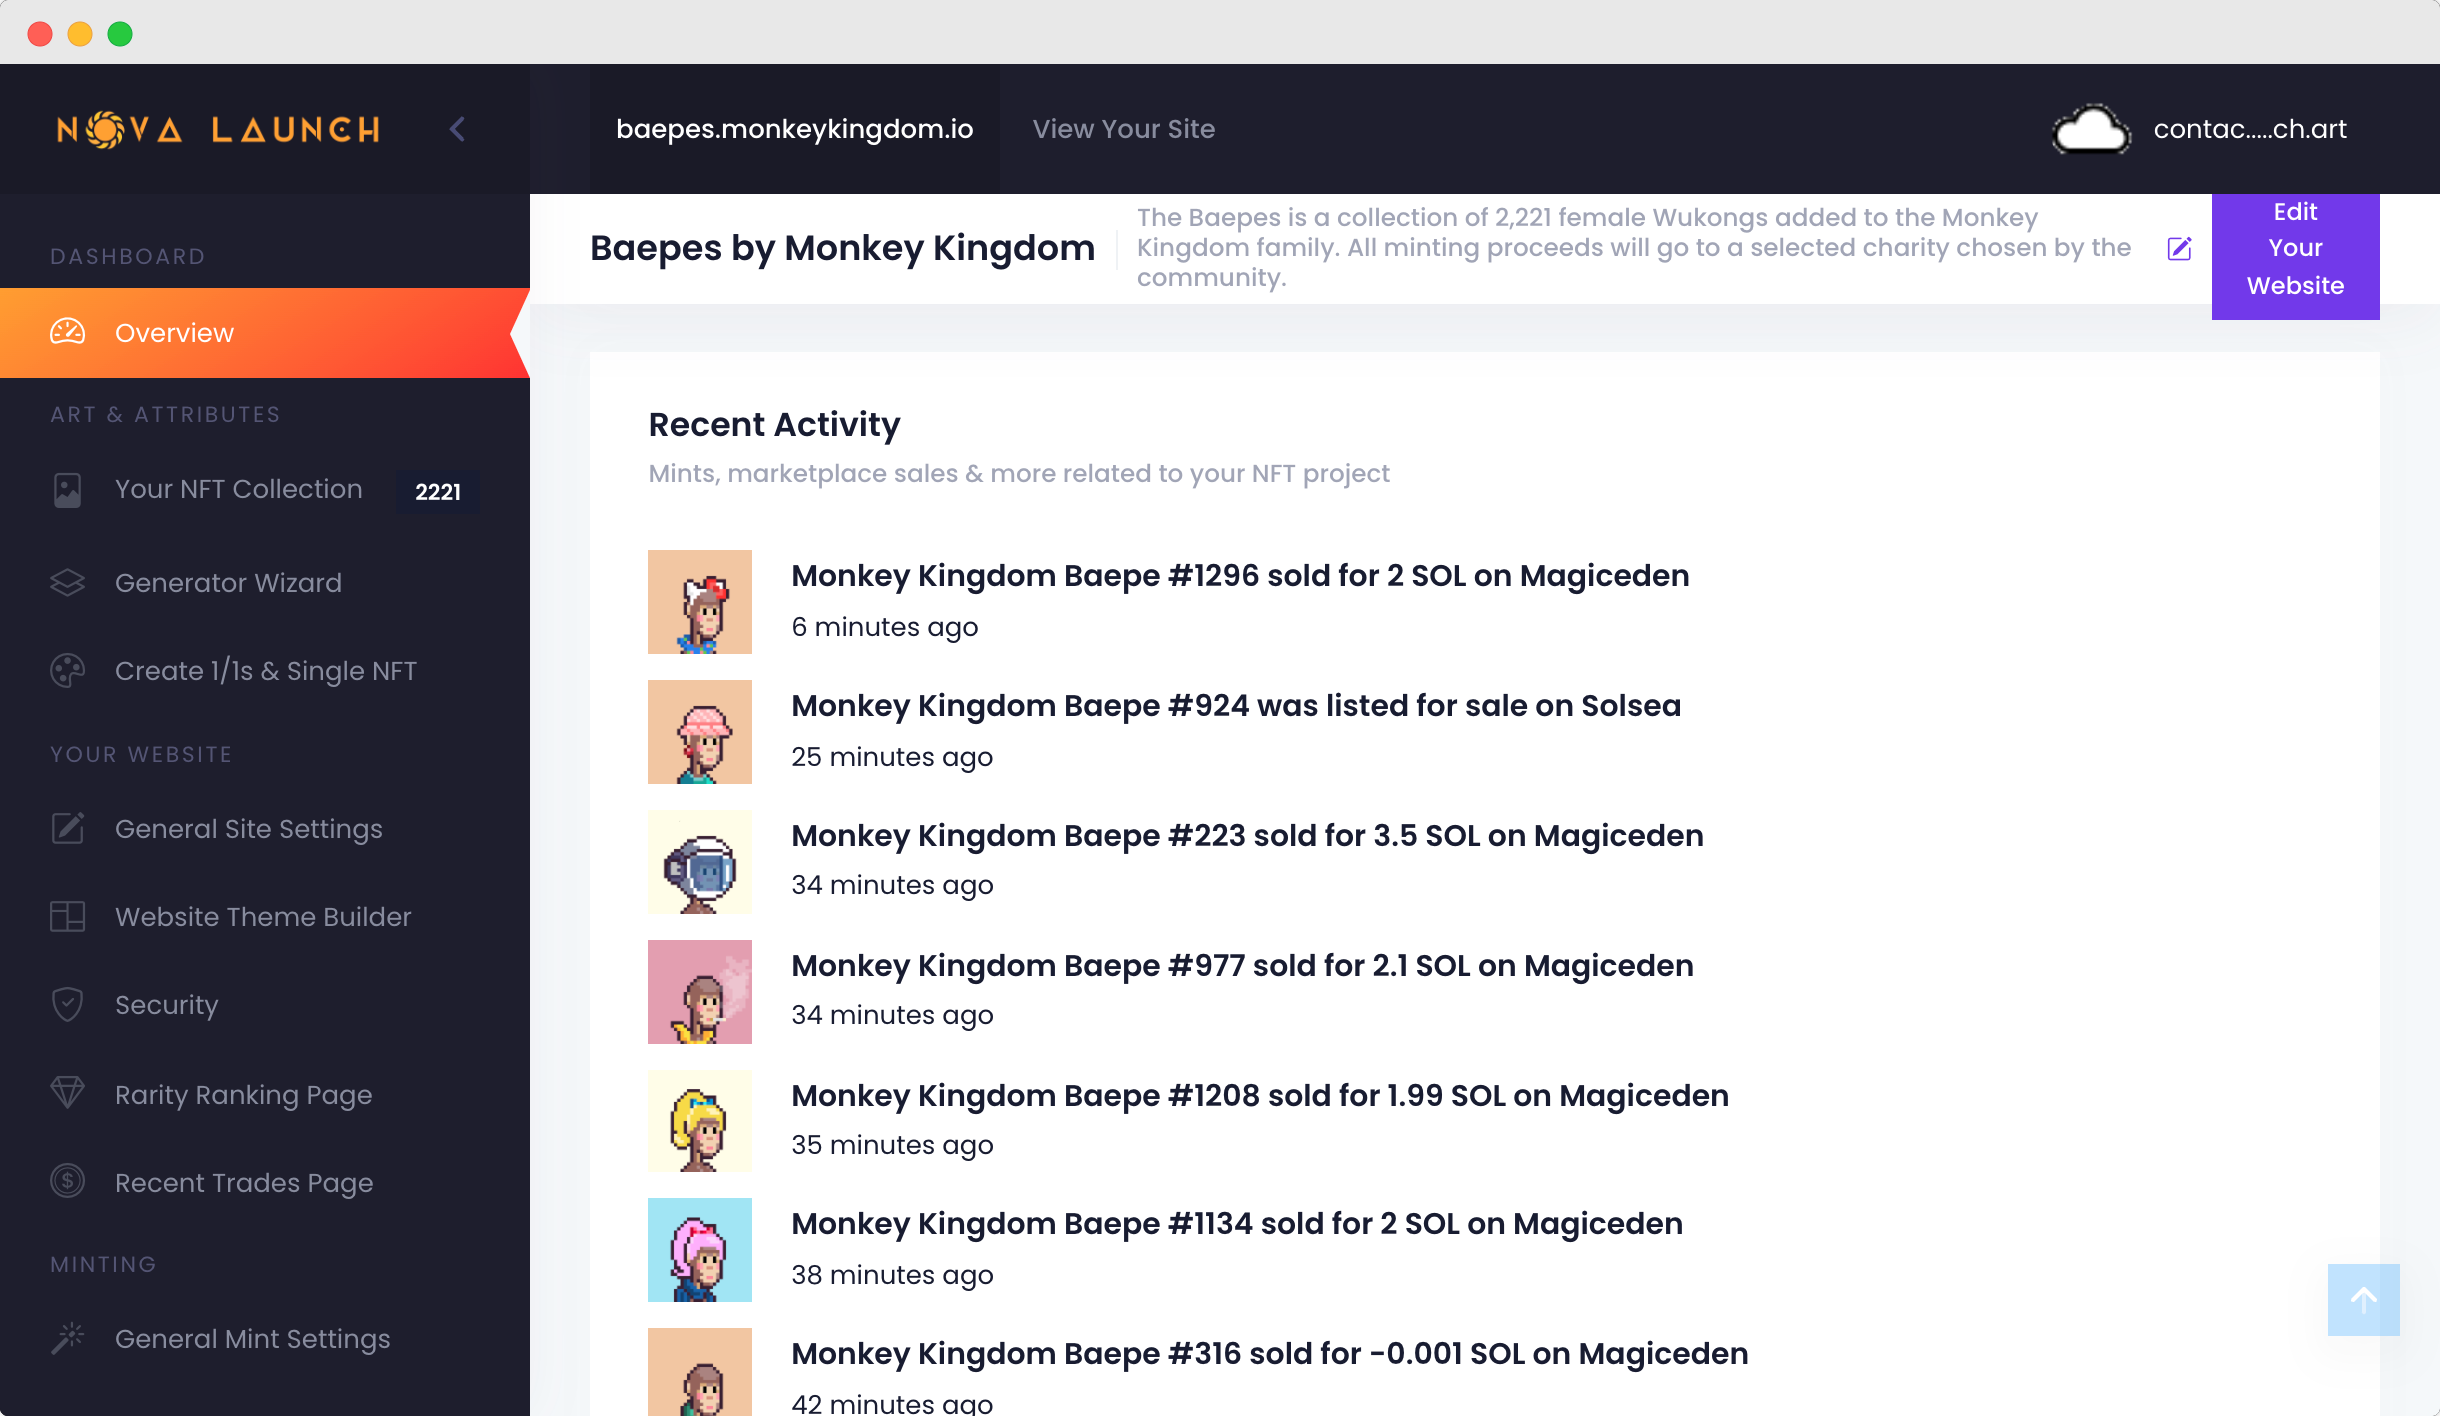 NOVA LAUNCH
baepes.monkeykingdom.io
View Your Site
contac.....ch.art
DASHBOARD
Overview
ART & ATTRIBUTES
Your NFT Collection 2221
Generator Wizard
Create 1/1s & Single NFT
YOUR WEBSITE
General Site Settings
Website Theme Builder
Security
Rarity Ranking Page
Recent Trades Page
MINTING
General Mint Settings
Baepes by Monkey Kingdom
The Baepes is a collection of 2,221 female Wukongs added to the Monkey
Kingdom family. All minting proceeds will go to a selected charity chosen by the
community.
Edit
Your
Website
Recent Activity
Mints, marketplace sales & more related to your NFT project
Monkey Kingdom Baepe #1296 sold for 2 SOL on Magiceden
6 minutes ago
Monkey Kingdom Baepe #924 was listed for sale on Solsea
25 minutes ago
Monkey Kingdom Baepe #223 sold for 3.5 SOL on Magiceden
34 minutes ago
Monkey Kingdom Baepe #977 sold for 2.1 SOL on Magiceden
34 minutes ago
Monkey Kingdom Baepe #1208 sold for 1.99 SOL on Magiceden
35 minutes ago
Monkey Kingdom Baepe #1134 sold for 2 SOL on Magiceden
38 minutes ago
Monkey Kingdom Baepe #316 sold for -0.001 SOL on Magiceden
42 minutes ago